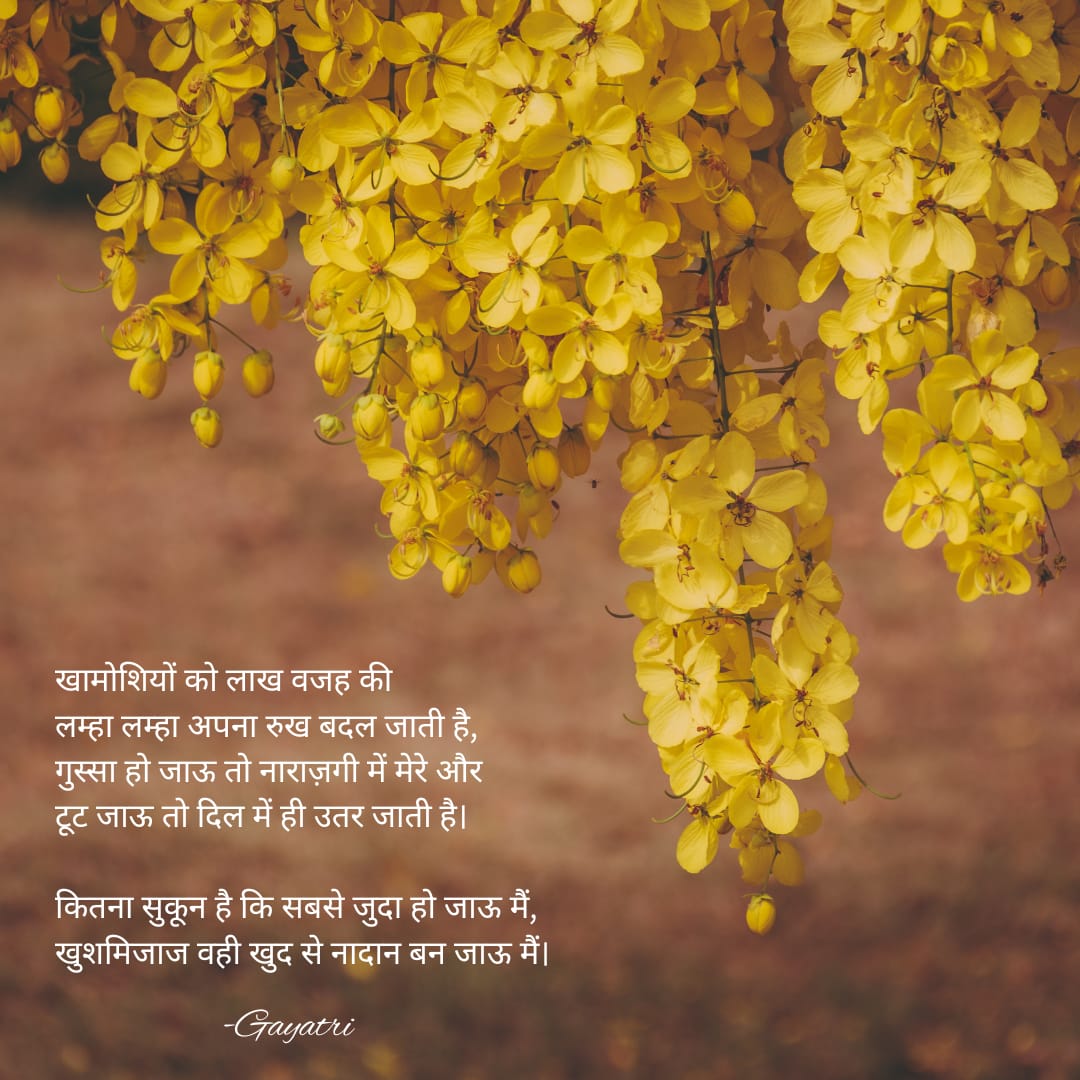 खामोशियों को लाख वजह की
लम्हा लम्हा अपना रुख बदल जाती है,
गुस्सा हो जाऊ तो नाराज़गी में मेरे और
टूट जाऊ तो दिल में ही उतर जाती है।
कितना सुकून है कि सबसे जुदा हो जाऊ मैं,
खुशमिजाज वही खुद से नादान बन जाऊ मैं।
-Gayatri